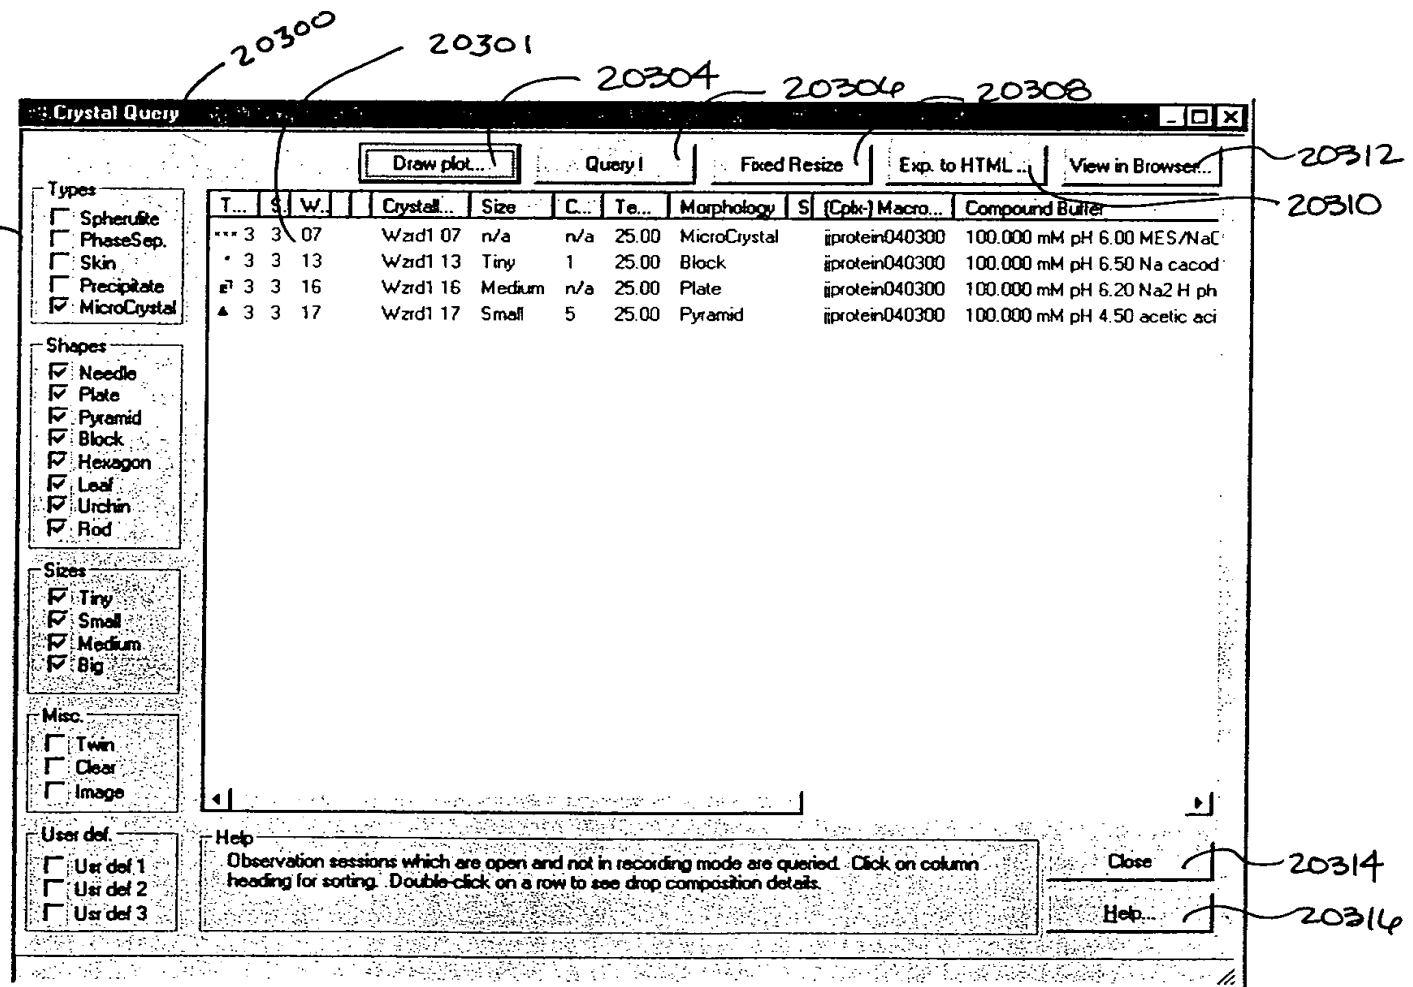 20300
20301
20304
20306
20308
Crystal Query
Draw plot...
Query !
Fixed Resize
Exp. to HTML ...
View in Browser...
20312
20310
Types
Spherulite
PhaseSep.
Skin
Precipitate
MicroCrystal
T... S W.. Crystall... Size C... Te... Morphology S (Cplx-) Macro... Compound Buffer
3 3 07 Wzrd1 07 n/a n/a 25.00 MicroCrystal jjprotein040300 100.000 mM pH 6.00 MES/NaC
3 3 13 Wzrd1 13 Tiny 1 25.00 Block jjprotein040300 100.000 mM pH 6.50 Na cacod
3 3 16 Wzrd1 16 Medium n/a 25.00 Plate jjprotein040300 100.000 mM pH 6.20 Na2 H ph
3 3 17 Wzrd1 17 Small 5 25.00 Pyramid jjprotein040300 100.000 mM pH 4.50 acetic aci
Shapes
Needle
Plate
Pyramid
Block
Hexagon
Leaf
Urchin
Rod
Sizes
Tiny
Small
Medium
Big
Misc.
Twin
Clear
Image
User def.
Usr def 1
Usr def 2
Usr def 3
Help
Observation sessions which are open and not in recording mode are queried. Click on column
heading for sorting. Double-click on a row to see drop composition details.
Close
20314
Help...
20316